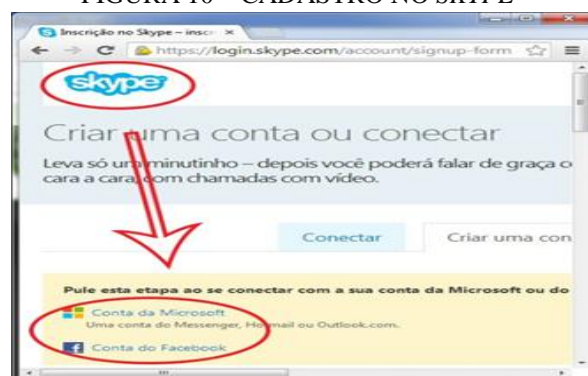 FIGURA 10 – CADASTRO NO SKYPE
Inscrição no Skype – insc
https://login.skype.com/account/signup-form
skype
Criar uma conta ou conectar
Leva só um minutinho – depois você poderá falar de graça c
cara a cara, com chamadas com vídeo.
Conectar
Criar uma con
Pule esta etapa ao se conectar com a sua conta da Microsoft ou do
Conta da Microsoft
Uma conta do Messenger, Hotmail ou Outlook.com.
Conta do Facebook